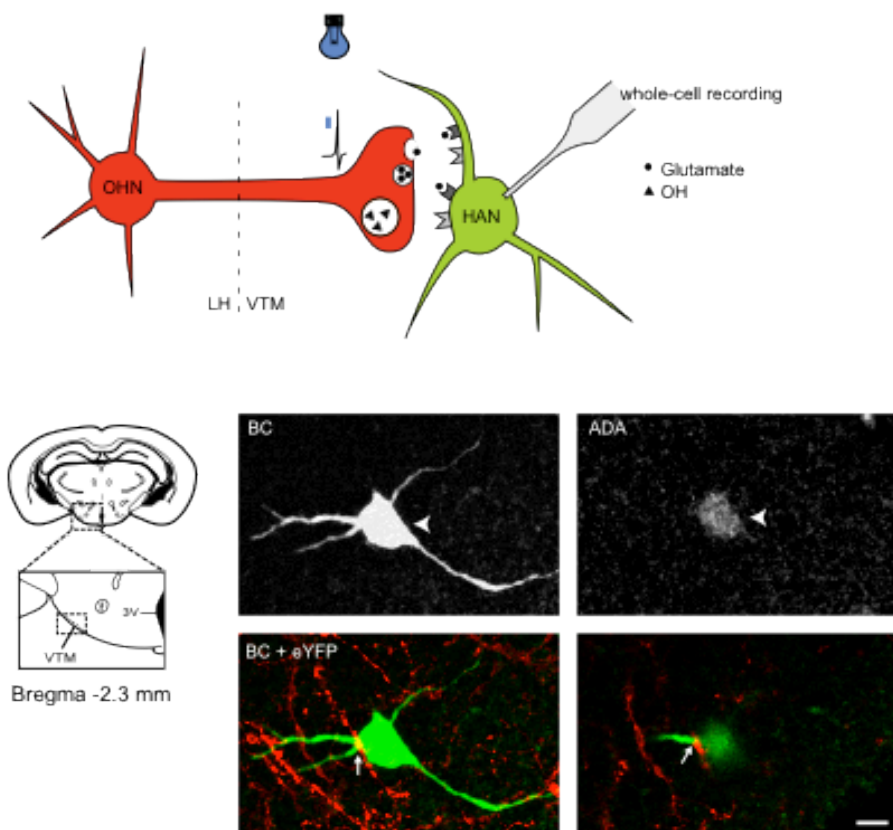 whole-cell recording
Glutamate
OH
OHN
HAN
LH
VTM
BC
ADA
3V
VTM
BC + eYFP
Bregma -2.3 mm